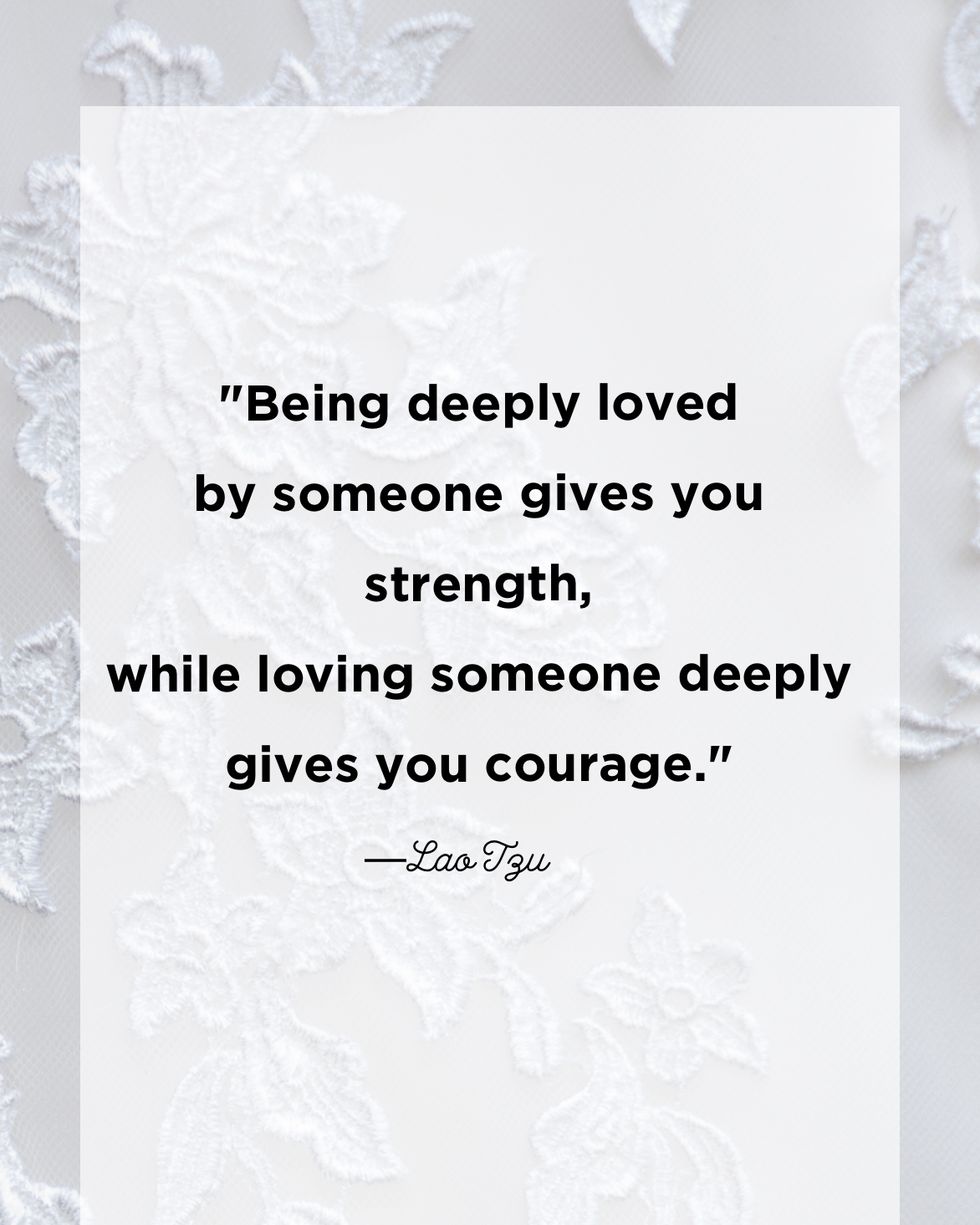 "Being deeply loved
by someone gives you
strength,
while loving someone deeply
gives you courage."
—Lao Tzu